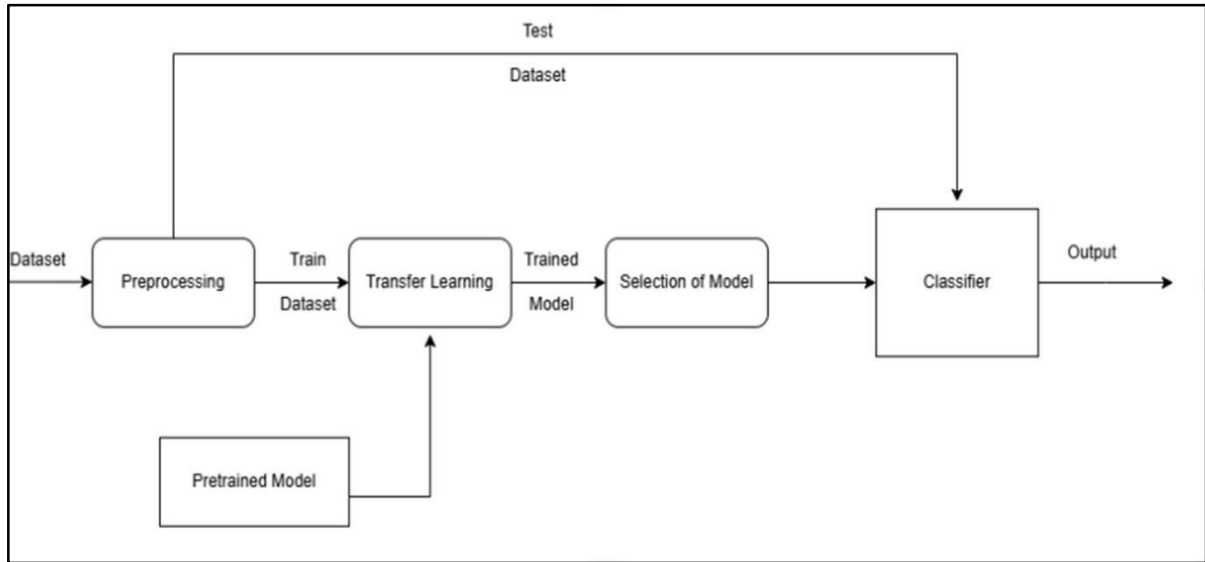 Test
Dataset
Dataset
Preprocessing
Train
Dataset
Transfer Learning
Trained
Model
Selection of Model
Classifier
Output
Pretrained Model